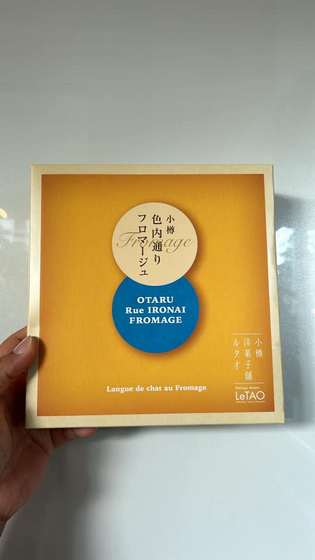 小樽
色内通り
フロマージュ
Fromage
OTARU
Rue IRONAI
FROMAGE
小樽
洋菓子舗
ルタオ
LeTAO
Langue de chat au Fromage